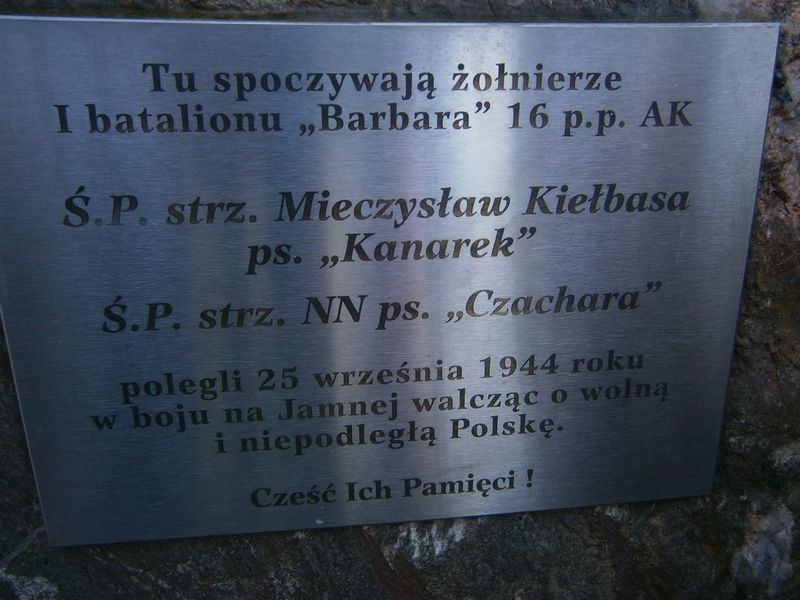 Tu spoczywają żołnierze
I batalionu „Barbara” 16 p.p. AK
Ś.P. strz. Mieczysław Kiełbasa
ps. „Kanarek”
Ś.P. strz. NN ps. „Czachara”
polegli 25 września 1944 roku
w boju na Jamnej walcząc o wolną
i niepodległą Polskę.
Cześć Ich Pamięci !